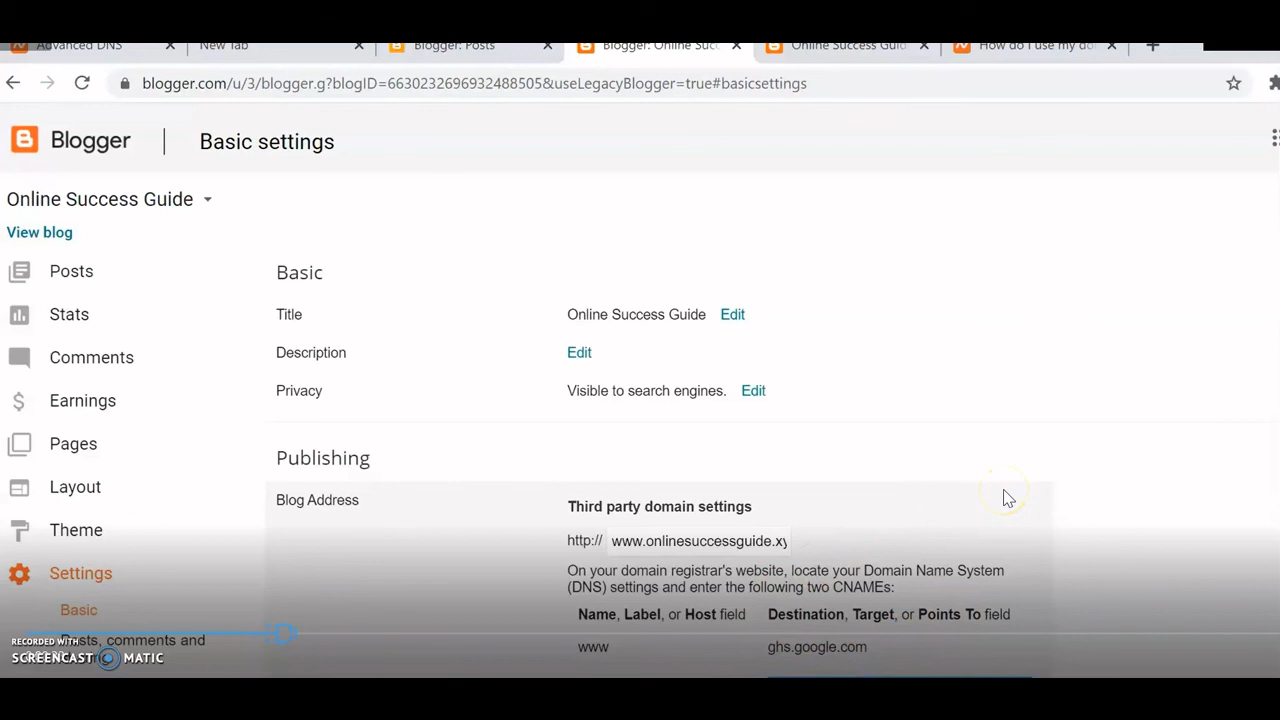 Advanced DNS
New Tab
Blogger: Posts
Blogger: Online Succ
Online Success Guid
How do I use my do
blogger.com/u/3/blogger.g?blogID=6630232696932488505&useLegacyBlogger=true#basicsettings
Blogger
Basic settings
Online Success Guide
View blog
Posts
Stats
Comments
Earnings
Pages
Layout
Theme
Settings
Basic
Posts, comments and
Basic
Title
Online Success Guide Edit
Description
Edit
Privacy
Visible to search engines. Edit
Publishing
Blog Address
Third party domain settings
http:// www.onlinesuccessguide.xy
On your domain registrar's website, locate your Domain Name System
(DNS) settings and enter the following two CNAMEs:
Name, Label, or Host field Destination, Target, or Points To field
www ghs.google.com
RECORDED WITH
SCREENCAST MATIC